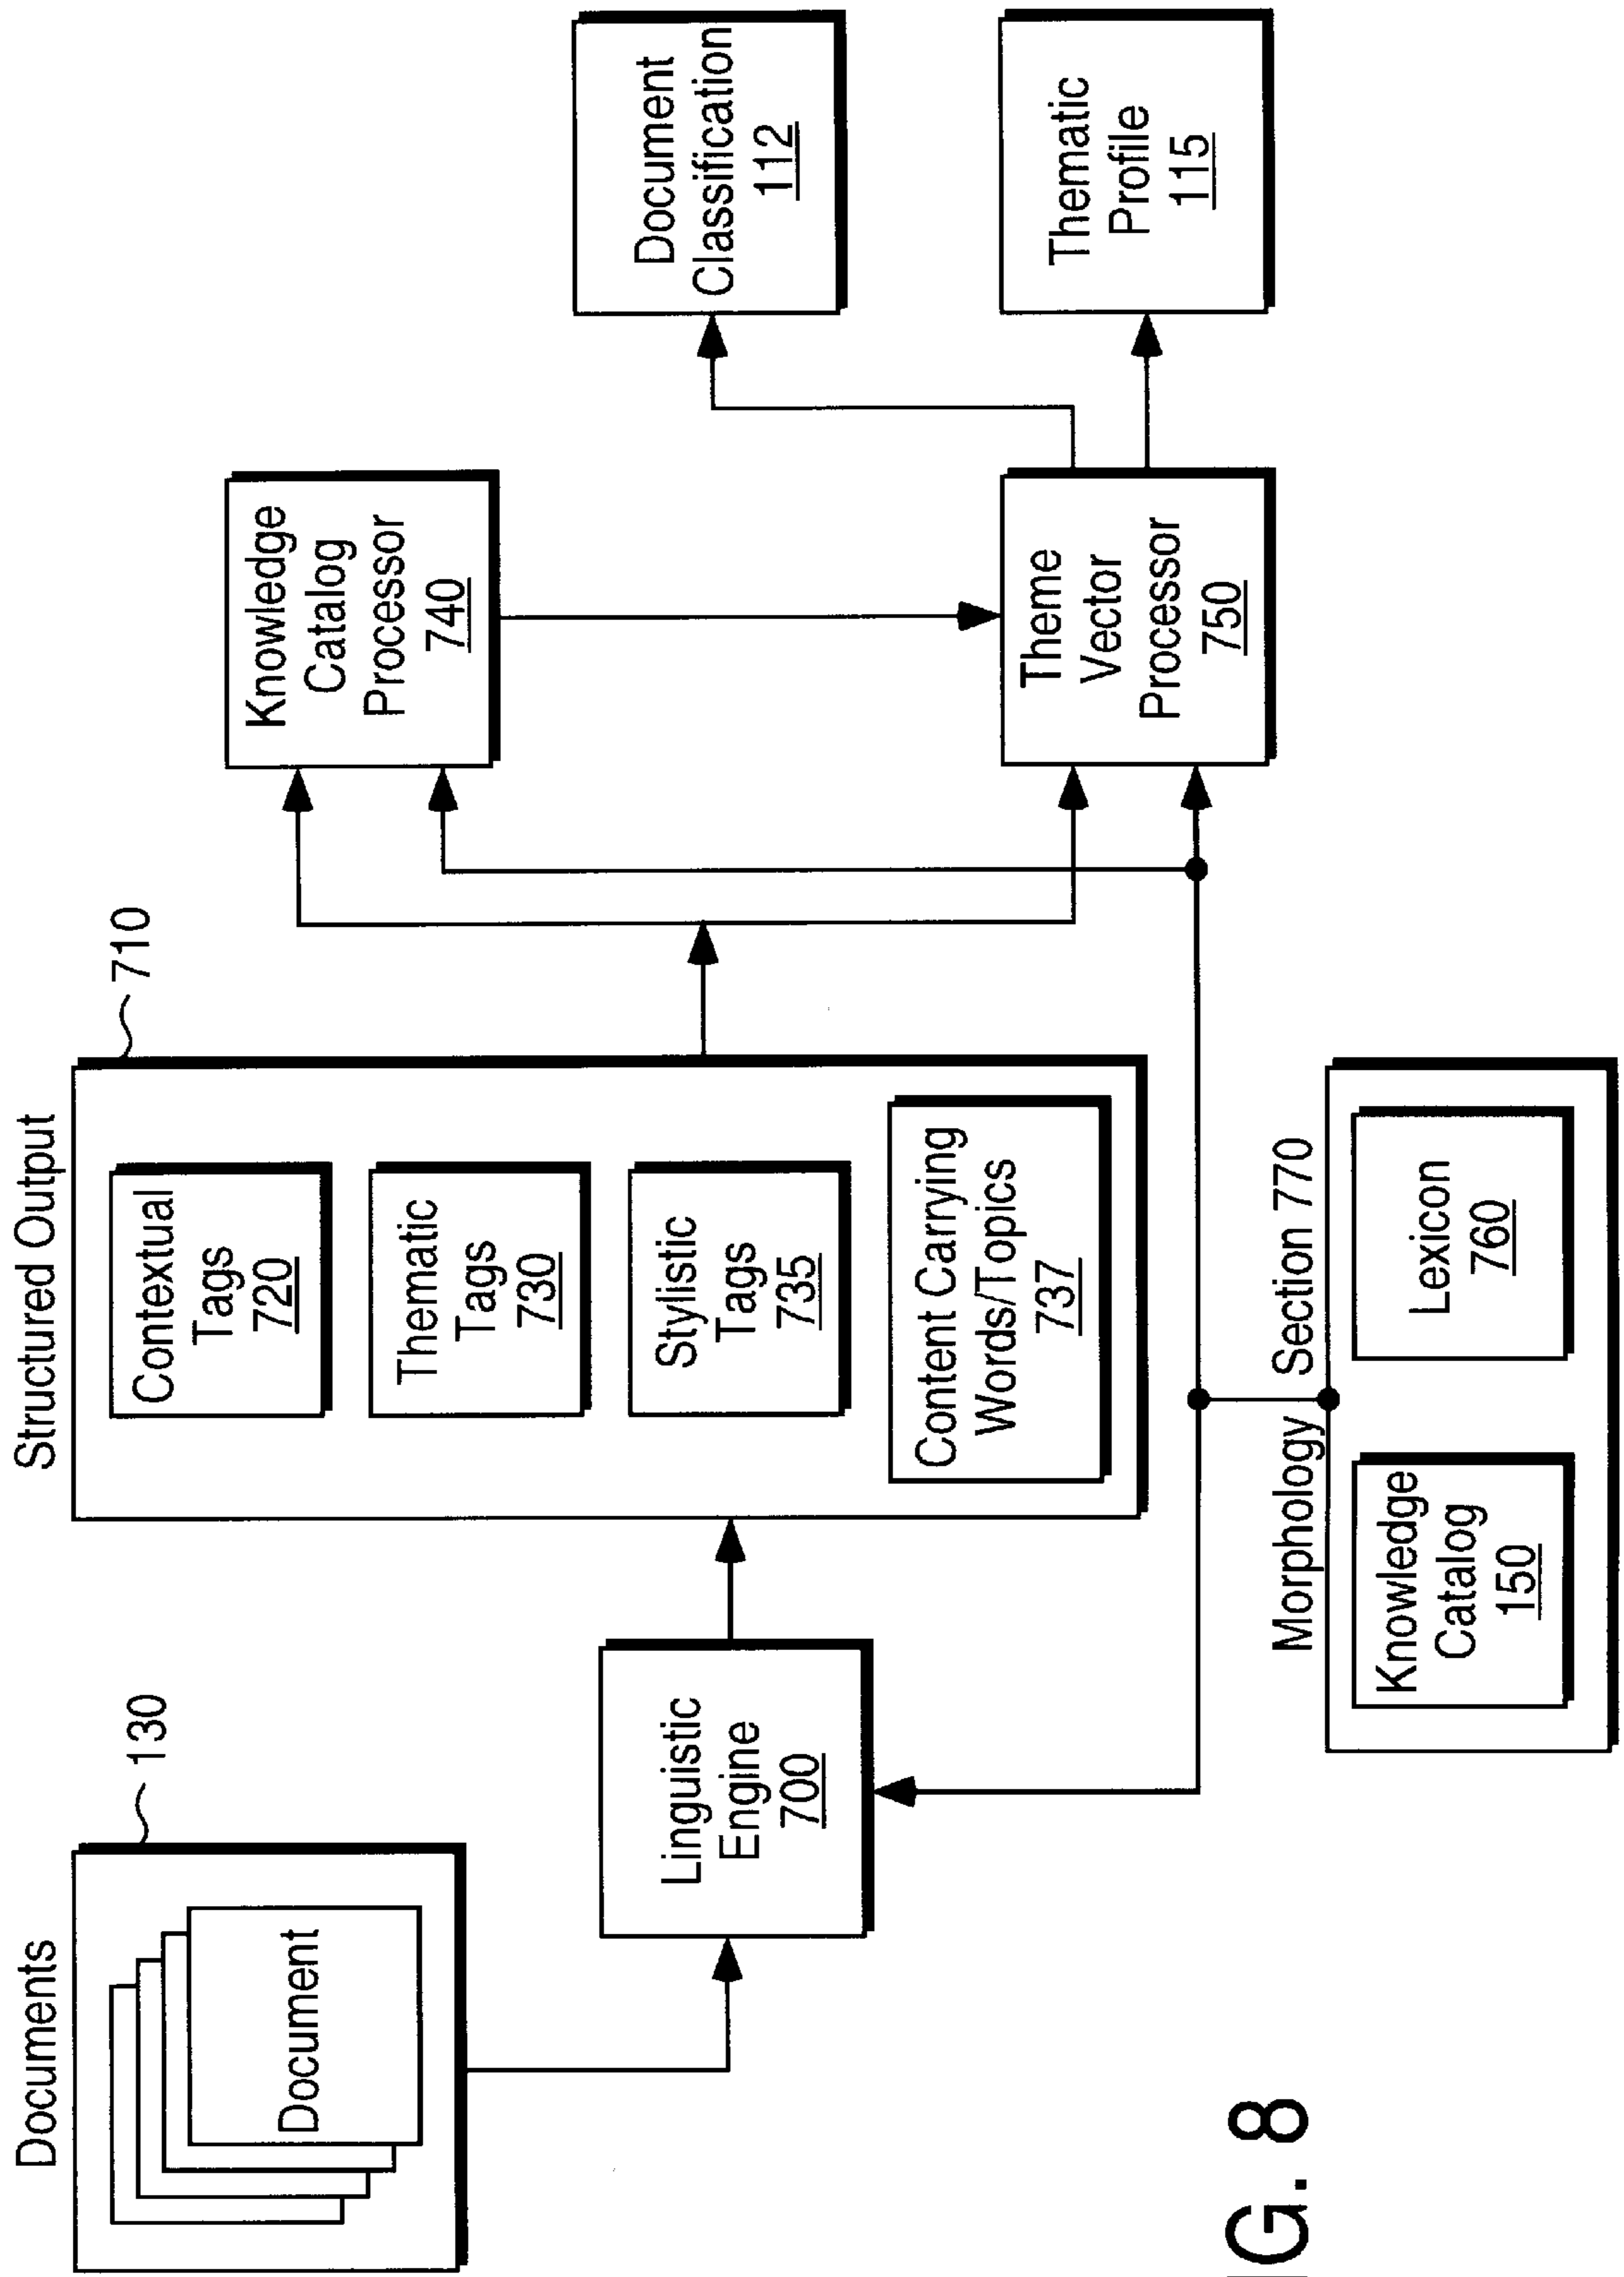 Documents
130
Document
Linguistic
Engine
700
Structured Output
710
Contextual
Tags
720
Thematic
Tags
730
Stylistic
Tags
735
Content Carrying
Words/Topics
737
Knowledge
Catalog
Processor
740
Theme
Vector
Processor
750
Document
Classification
112
Thematic
Profile
115
Morphology Section 770
Knowledge
Catalog
150
Lexicon
760
IG. 8